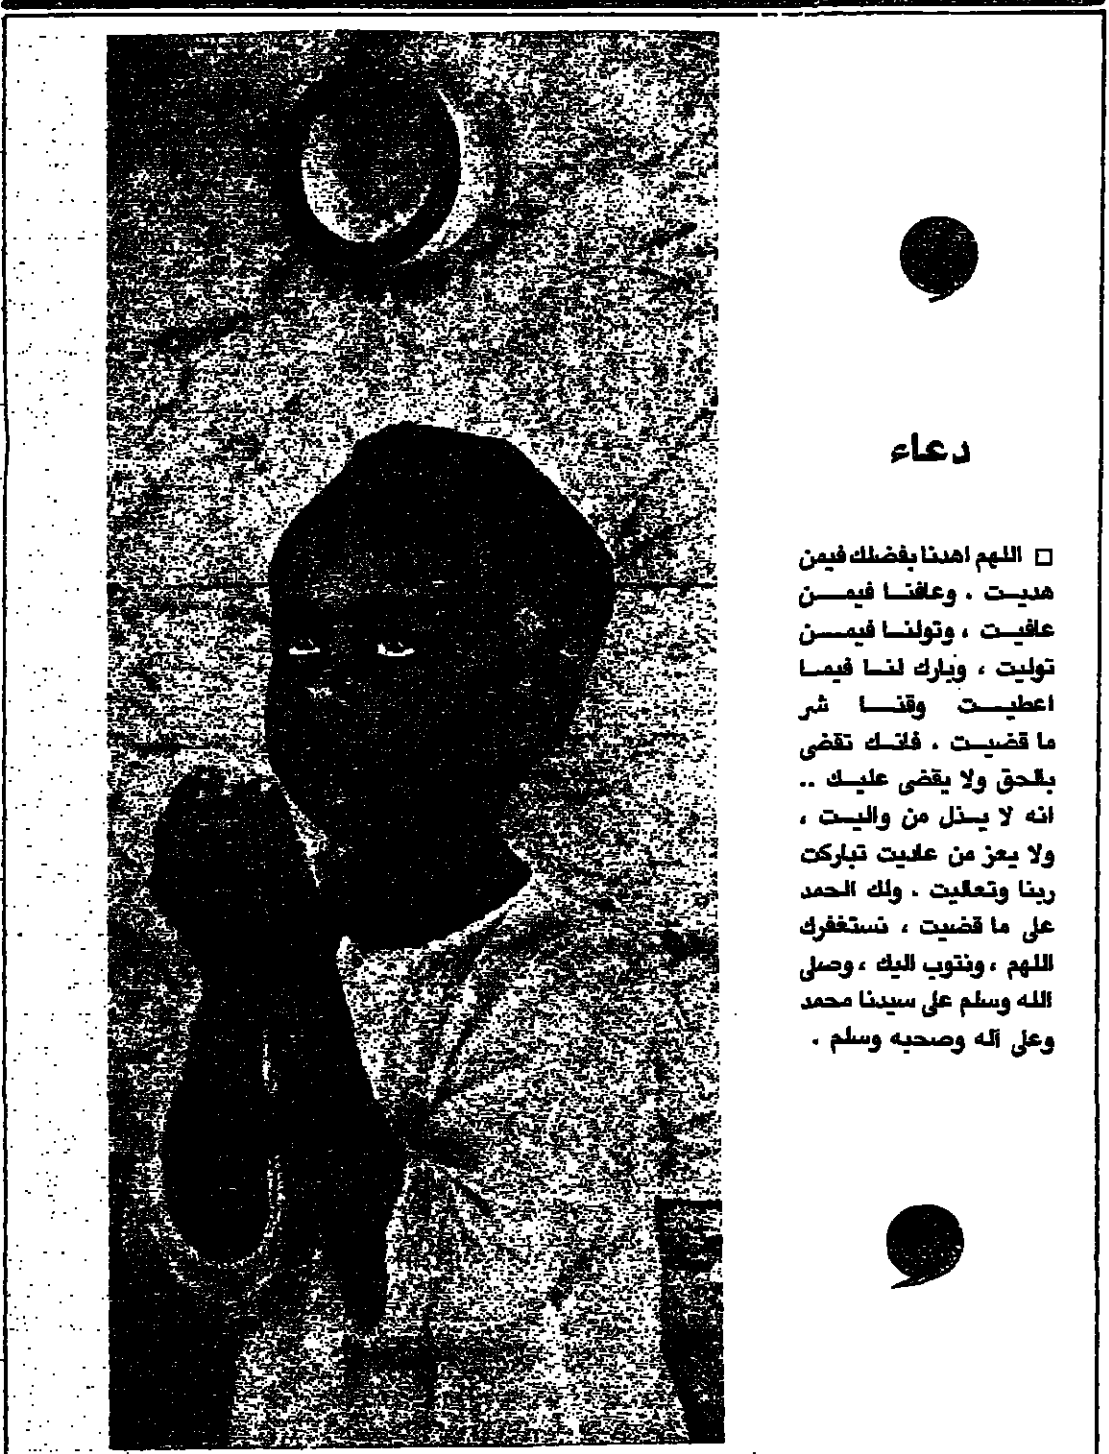 دعاء
□ اللهم اهدنا بفضلك فيمن
هديت ، وعافنا فيمن
عافيت ، وتولنا فيمن
توليت ، وبارك لنا فيما
اعطيت وقنا شر
ما قضيت ، فانك تقضى
بالحق ولا يقضى عليك ..
انه لا يذل من واليت ،
ولا يعز من عاديت تباركت
ربنا وتعاليت . ولك الحمد
على ما قضيت ، نستغفرك
اللهم ، ونتوب اليك ، وصلى
الله وسلم على سيدنا محمد
وعلى آله وصحبه وسلم .